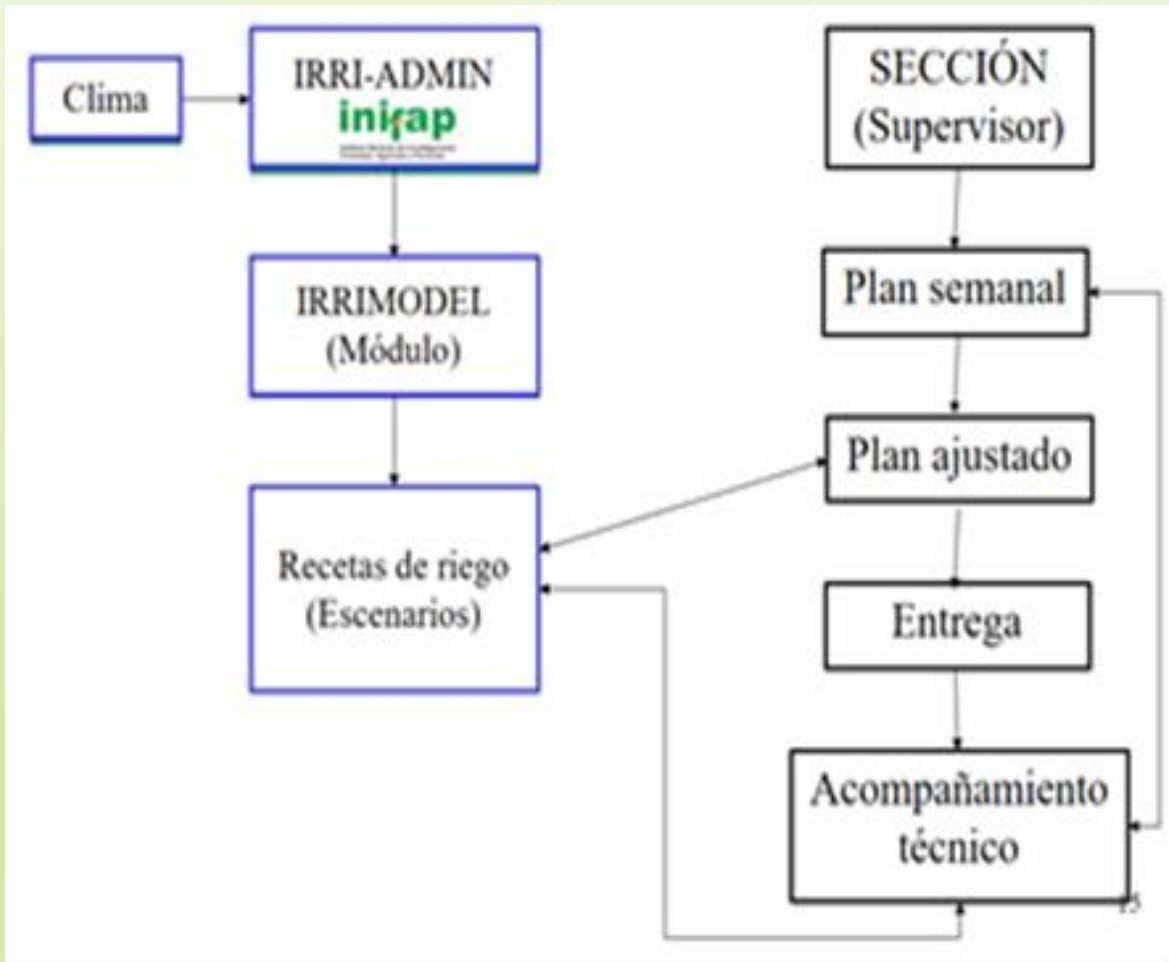 Clima
IRRI-ADMIN
inifap
IRRIMODEL
(Módulo)
Recetas de riego
(Escenarios)
SECCIÓN
(Supervisor)
Plan semanal
Plan ajustado
Entrega
Acompañamiento
técnico
15